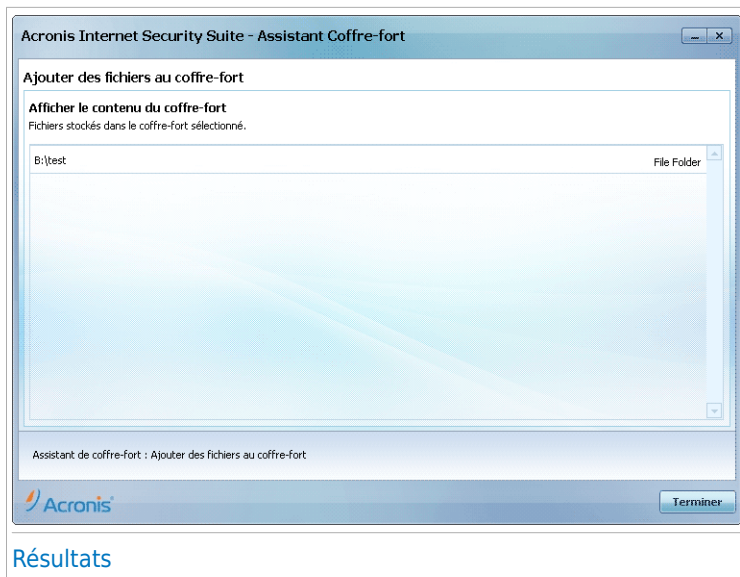 Acronis Internet Security Suite - Assistant Coffre-fort
Ajouter des fichiers au coffre-fort
Afficher le contenu du coffre-fort
Fichiers stockés dans le coffre-fort sélectionné.
B:\test File Folder
Assistant de coffre-fort : Ajouter des fichiers au coffre-fort
Acronis Terminer
Résultats